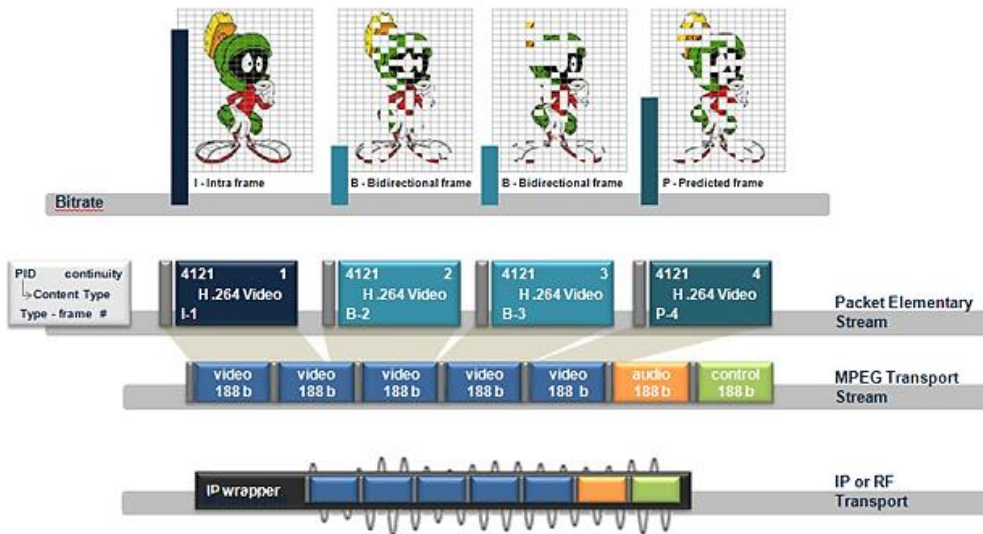 I - Intra frame
B - Bidirectional frame
B - Bidirectional frame
P - Predicted frame
Bitrate
PID continuity
Content Type
Type - frame #
4121 1
H.264 Video
I-1
4121 2
H.264 Video
B-2
4121 3
H.264 Video
B-3
4121 4
H.264 Video
P-4
Packet Elementary
Stream
video
188 b
video
188 b
video
188 b
video
188 b
video
188 b
audio
188 b
control
188 b
MPEG Transport
Stream
IP wrapper
IP or RF
Transport